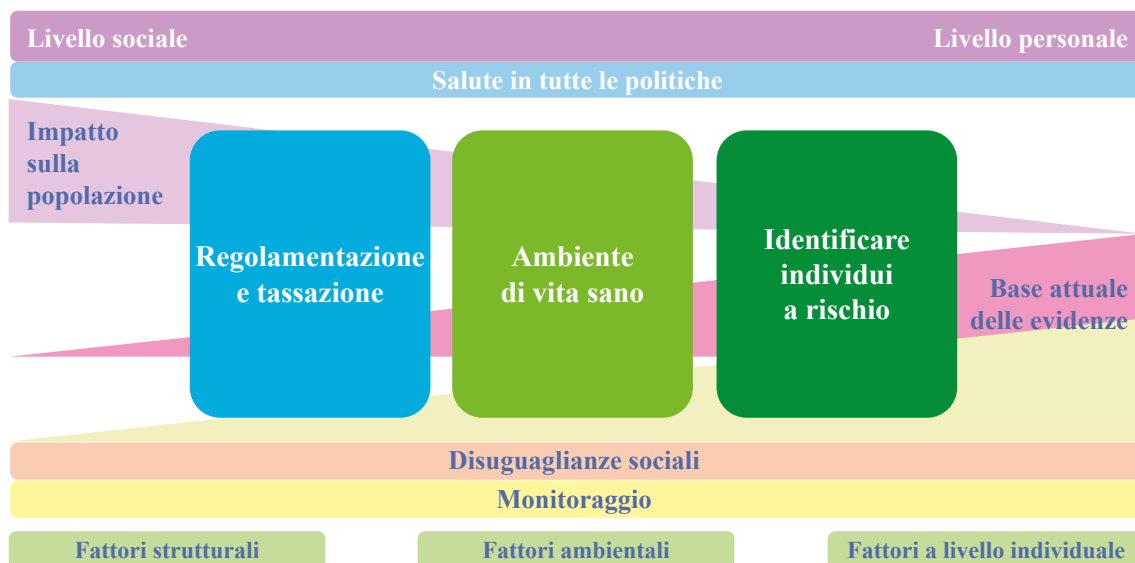 Livello sociale
Livello personale
Salute in tutte le politiche
Impatto
sulla
popolazione
Regolamentazione
e tassazione
Ambiente
di vita sano
Identificare
individui
a rischio
Base attuale
delle evidenze
Disuguaglianze sociali
Monitoraggio
Fattori strutturali
Fattori ambientali
Fattori a livello individuale